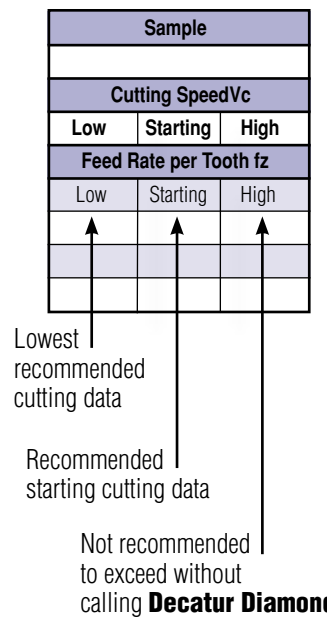 Sample
Cutting SpeedVc
Low Starting High
Feed Rate per Tooth fz
Low Starting High
Lowest
recommended
cutting data
Recommended
starting cutting data
Not recommended
to exceed without
calling Decatur Diamond